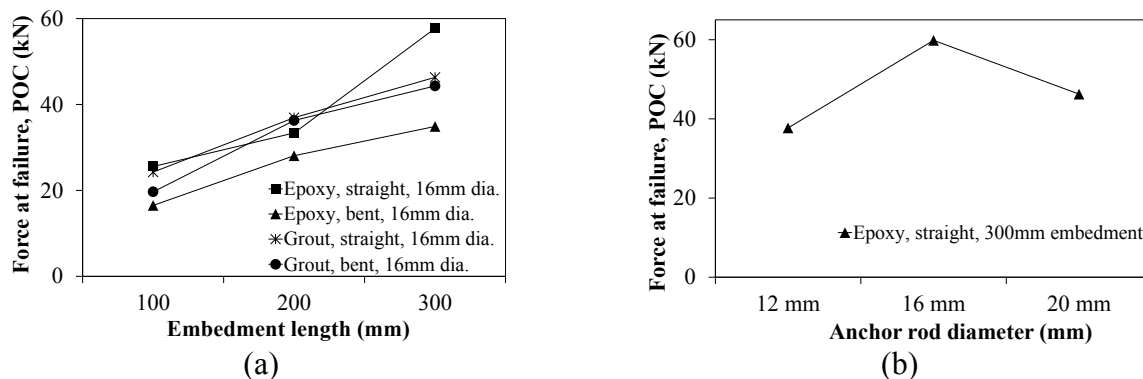 Force at failure, POC (kN)
60
40
20
0
100
200
300
Embedment length (mm)
Epoxy, straight, 16mm dia.
Epoxy, bent, 16mm dia.
Grout, straight, 16mm dia.
Grout, bent, 16mm dia.
(a)
Force at failure, POC (kN)
60
40
20
0
12 mm
16 mm
20 mm
Anchor rod diameter (mm)
Epoxy, straight, 300mm embedment
(b)